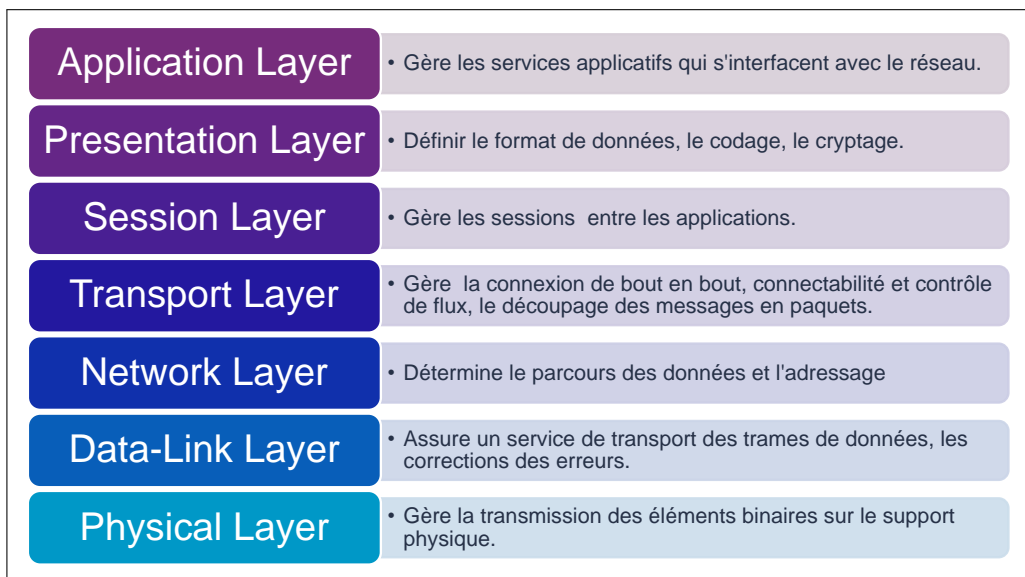 Application Layer
• Gère les services applicatifs qui s'interfacent avec le réseau.
Presentation Layer
• Définir le format de données, le codage, le cryptage.
Session Layer
• Gère les sessions  entre les applications.
Transport Layer
• Gère  la connexion de bout en bout, connectabilité et contrôle
de flux, le découpage des messages en paquets.
Network Layer
• Détermine le parcours des données et l'adressage
Data-Link Layer
• Assure un service de transport des trames de données, les
corrections des erreurs.
Physical Layer
• Gère la transmission des éléments binaires sur le support
physique.